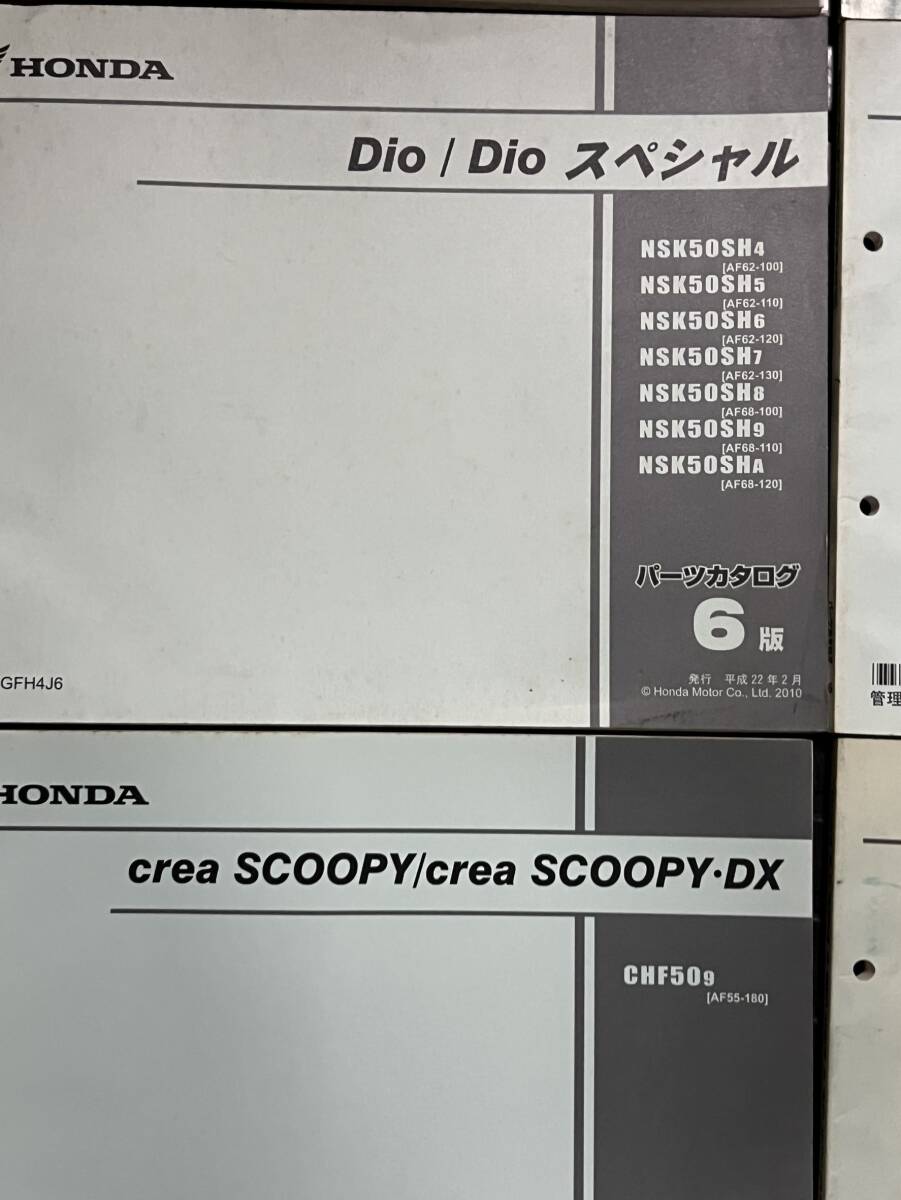 HONDA
Dio / Dio スペシャル
NSK50SH4
[AF62-100]
NSK50SH5
[AF62-110]
NSK50SH6
[AF62-120]
NSK50SH7
[AF62-130]
NSK50SH8
[AF68-100]
NSK50SH9
[AF68-110]
NSK50SHA
[AF68-120]
パーツカタログ
6版
GFH4J6
発行 平成22年2月
© Honda Motor Co., Ltd. 2010
管理
HONDA
crea SCOOPY/crea SCOOPY・DX
CHF509
[AF55-180]